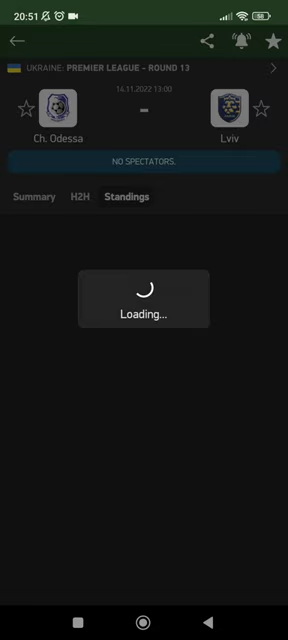 20:51
58
UKRAINE: PREMIER LEAGUE - ROUND 13
14.11.2022 13:00
-
Ch. Odessa
Lviv
NO SPECTATORS.
Summary H2H Standings
Loading...